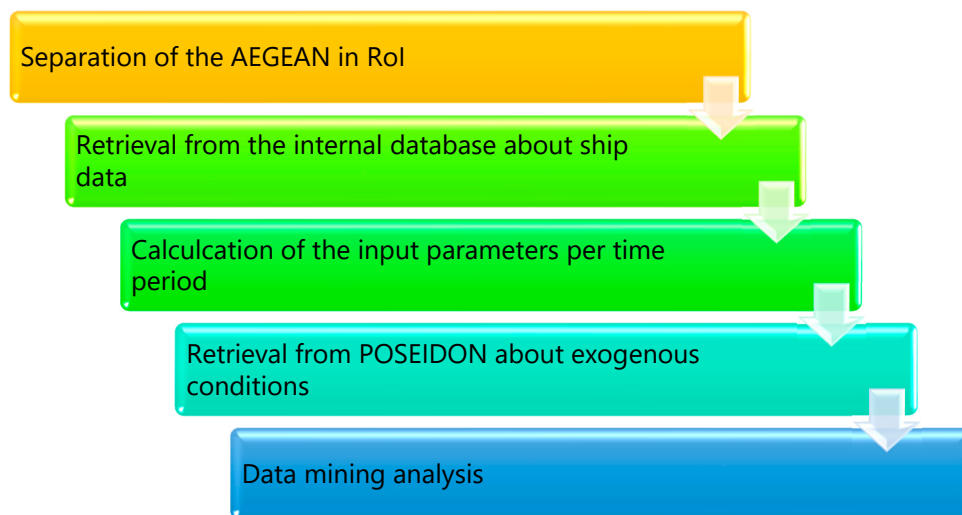 Separation of the AEGEAN in RoI
Retrieval from the internal database about ship
data
Calculcation of the input parameters per time
period
Retrieval from POSEIDON about exogenous
conditions
Data mining analysis